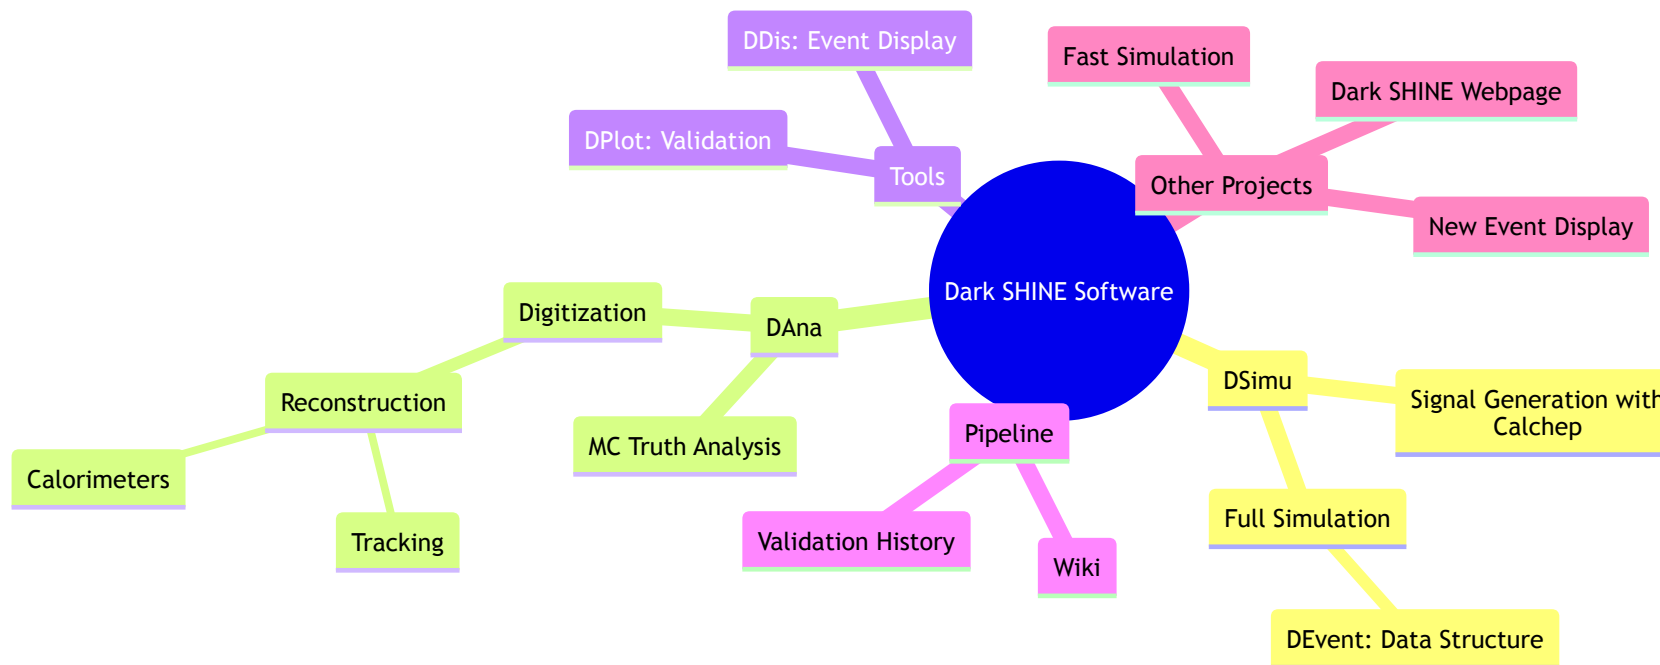 DDis: Event Display
Fast Simulation
Dark SHINE Webpage
DPlot: Validation
Tools
Other Projects
New Event Display
Dark SHINE Software
Digitization
DAna
DSimu
Reconstruction
Signal Generation with
Calchep
MC Truth Analysis
Pipeline
Calorimeters
Full Simulation
Tracking
Validation History
Wiki
DEvent: Data Structure